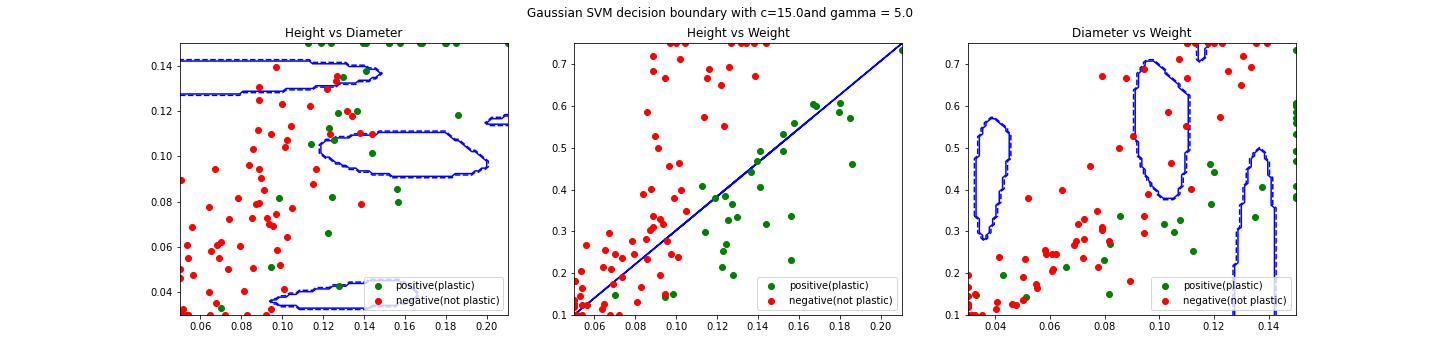 Gaussian SVM decision boundary with c=15.0and gamma = 5.0
Height vs Diameter
0.14
0.12
0.10
0.08
0.06
0.04
0.06 0.08 0.10 0.12 0.14 0.16 0.18 0.20
positive(plastic)
negative(not plastic)
Height vs Weight
0.7
0.6
0.5
0.4
0.3
0.2
0.1
0.06 0.08 0.10 0.12 0.14 0.16 0.18 0.20
positive(plastic)
negative(not plastic)
Diameter vs Weight
0.7
0.6
0.5
0.4
0.3
0.2
0.1
0.04 0.06 0.08 0.10 0.12 0.14
positive(plastic)
negative(not plastic)